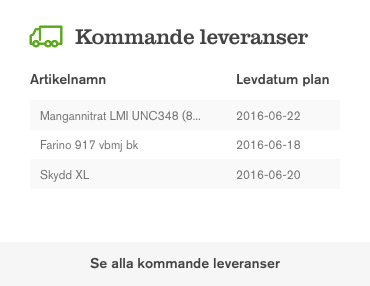 Kommande leveranser
Artikelnamn Levdatum plan
Mangannitrat LMI UNC348 (8... 2016-06-22
Farino 917 vbmj bk 2016-06-18
Skydd XL 2016-06-20
Se alla kommande leveranser